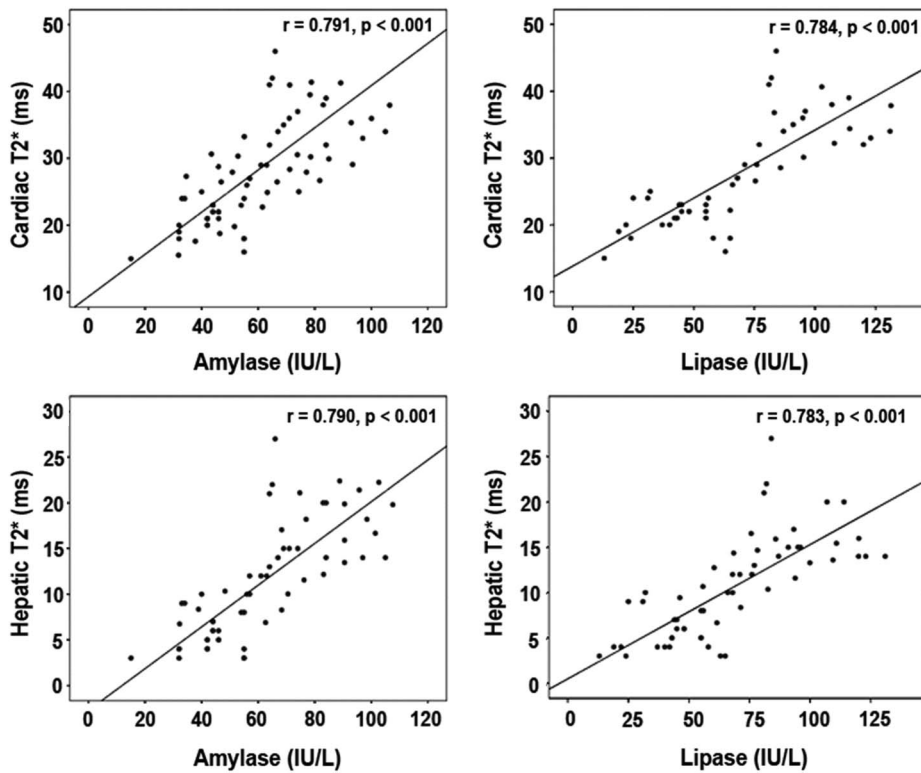 r = 0.791, p < 0.001
Cardiac T2* (ms)
50
40
30
20
10
0 20 40 60 80 100 120
Amylase (IU/L)
r = 0.784, p < 0.001
Cardiac T2* (ms)
50
40
30
20
10
0 25 50 75 100 125
Lipase (IU/L)
r = 0.790, p < 0.001
Hepatic T2* (ms)
30
25
20
15
10
5
0
0 20 40 60 80 100 120
Amylase (IU/L)
r = 0.783, p < 0.001
Hepatic T2* (ms)
30
25
20
15
10
5
0
0 25 50 75 100 125
Lipase (IU/L)